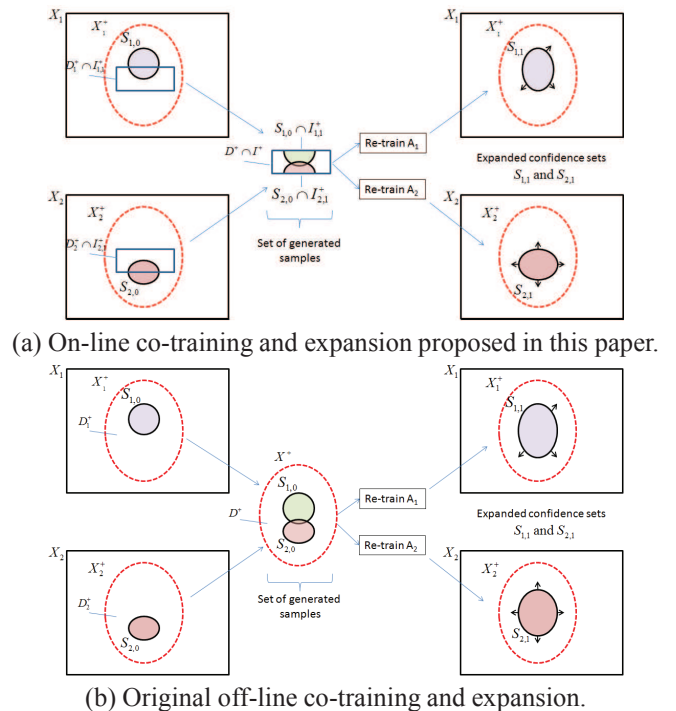 X₁
X₁⁺
S₁,₀
D₁⁺ ∩ I₁,₁⁺
X₂
X₂⁺
D₂⁺ ∩ I₂,₁⁺
S₂,₀
S₁,₀ ∩ I₁,₁⁺
D⁺ ∩ I⁺
S₂,₀ ∩ I₂,₁⁺
Set of generated
samples
Re-train A₁
Re-train A₂
X₁
X₁⁺
S₁,₁
Expanded confidence sets
S₁,₁ and S₂,₁
X₂
X₂⁺
S₂,₁
(a) On-line co-training and expansion proposed in this paper.
X₁
X₁⁺
S₁,₀
D₁⁺
X₂
X₂⁺
D₂⁺
S₂,₀
X⁺
S₁,₀
D⁺
S₂,₀
Set of generated
samples
Re-train A₁
Re-train A₂
X₁
X₁⁺
S₁,₁
Expanded confidence sets
S₁,₁ and S₂,₁
X₂
X₂⁺
S₂,₁
(b) Original off-line co-training and expansion.